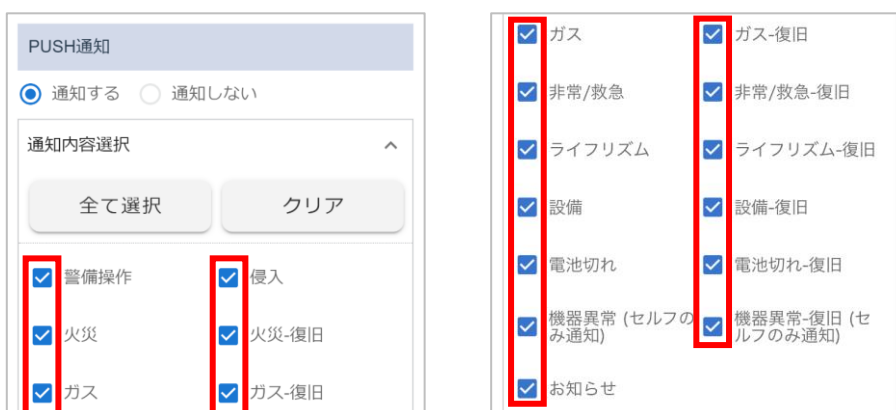 PUSH通知
通知する 通知しない
通知内容選択
全て選択 クリア
警備操作 侵入
火災 火災-復旧
ガス ガス-復旧
ガス ガス-復旧
非常/救急 非常/救急-復旧
ライフリズム ライフリズム-復旧
設備 設備-復旧
電池切れ 電池切れ-復旧
機器異常 (セルフの
み通知)
機器異常-復旧 (セ
ルフのみ通知)
お知らせ